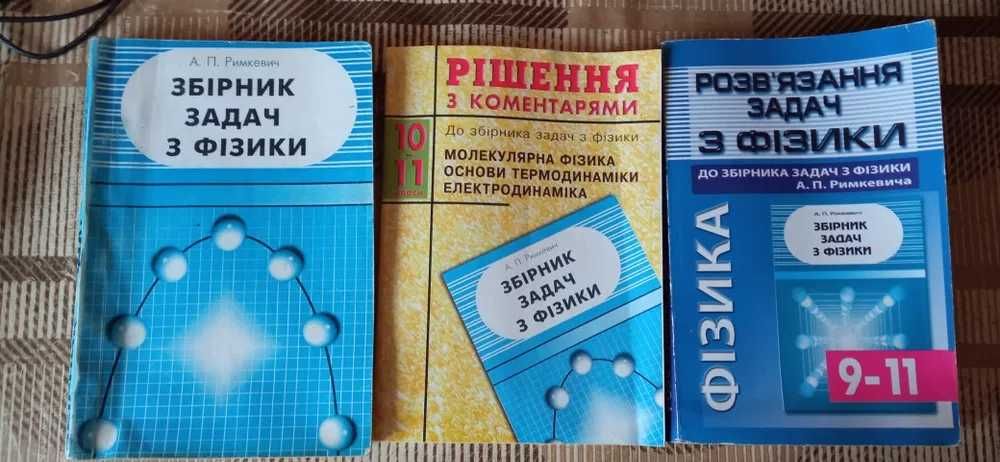 А. П. Римкевич
ЗБІРНИК
ЗАДАЧ
З ФІЗИКИ
РІШЕННЯ
З КОМЕНТАРЯМИ
10
11
класи
До збірника задач з фізики
МОЛЕКУЛЯРНА ФІЗИКА
ОСНОВИ ТЕРМОДИНАМІКИ
ЕЛЕКТРОДИНАМІКА
А. П. Римкевич
ЗБІРНИК
ЗАДАЧ
З ФІЗИКИ
РОЗВ'ЯЗАННЯ
ЗАДАЧ
З ФІЗИКИ
ДО ЗБІРНИКА ЗАДАЧ З ФІЗИКИ
А. П. Римкевича
ФІЗИКА
А. П. Римкевич
ЗБІРНИК
ЗАДАЧ
З ФІЗИКИ
9-11